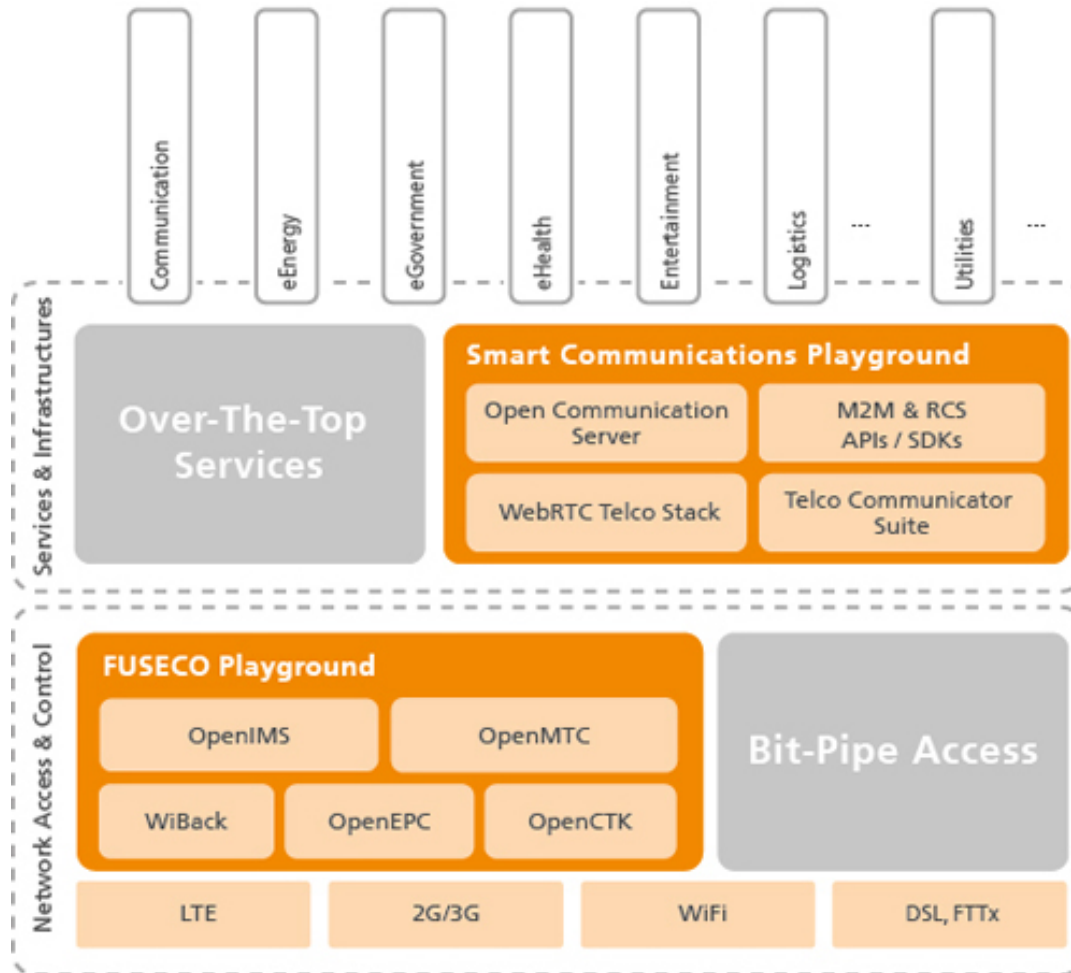 Communication
eEnergy
eGovernment
eHealth
Entertainment
Logistics
...
Utilities
...
Services & Infrastructures
Over-The-Top
Services
Smart Communications Playground
Open Communication
Server
M2M & RCS
APIs / SDKs
WebRTC Telco Stack
Telco Communicator
Suite
Network Access & Control
FUSECO Playground
OpenIMS
OpenMTC
WiBack
OpenEPC
OpenCTK
Bit-Pipe Access
LTE
2G/3G
WiFi
DSL, FTTx